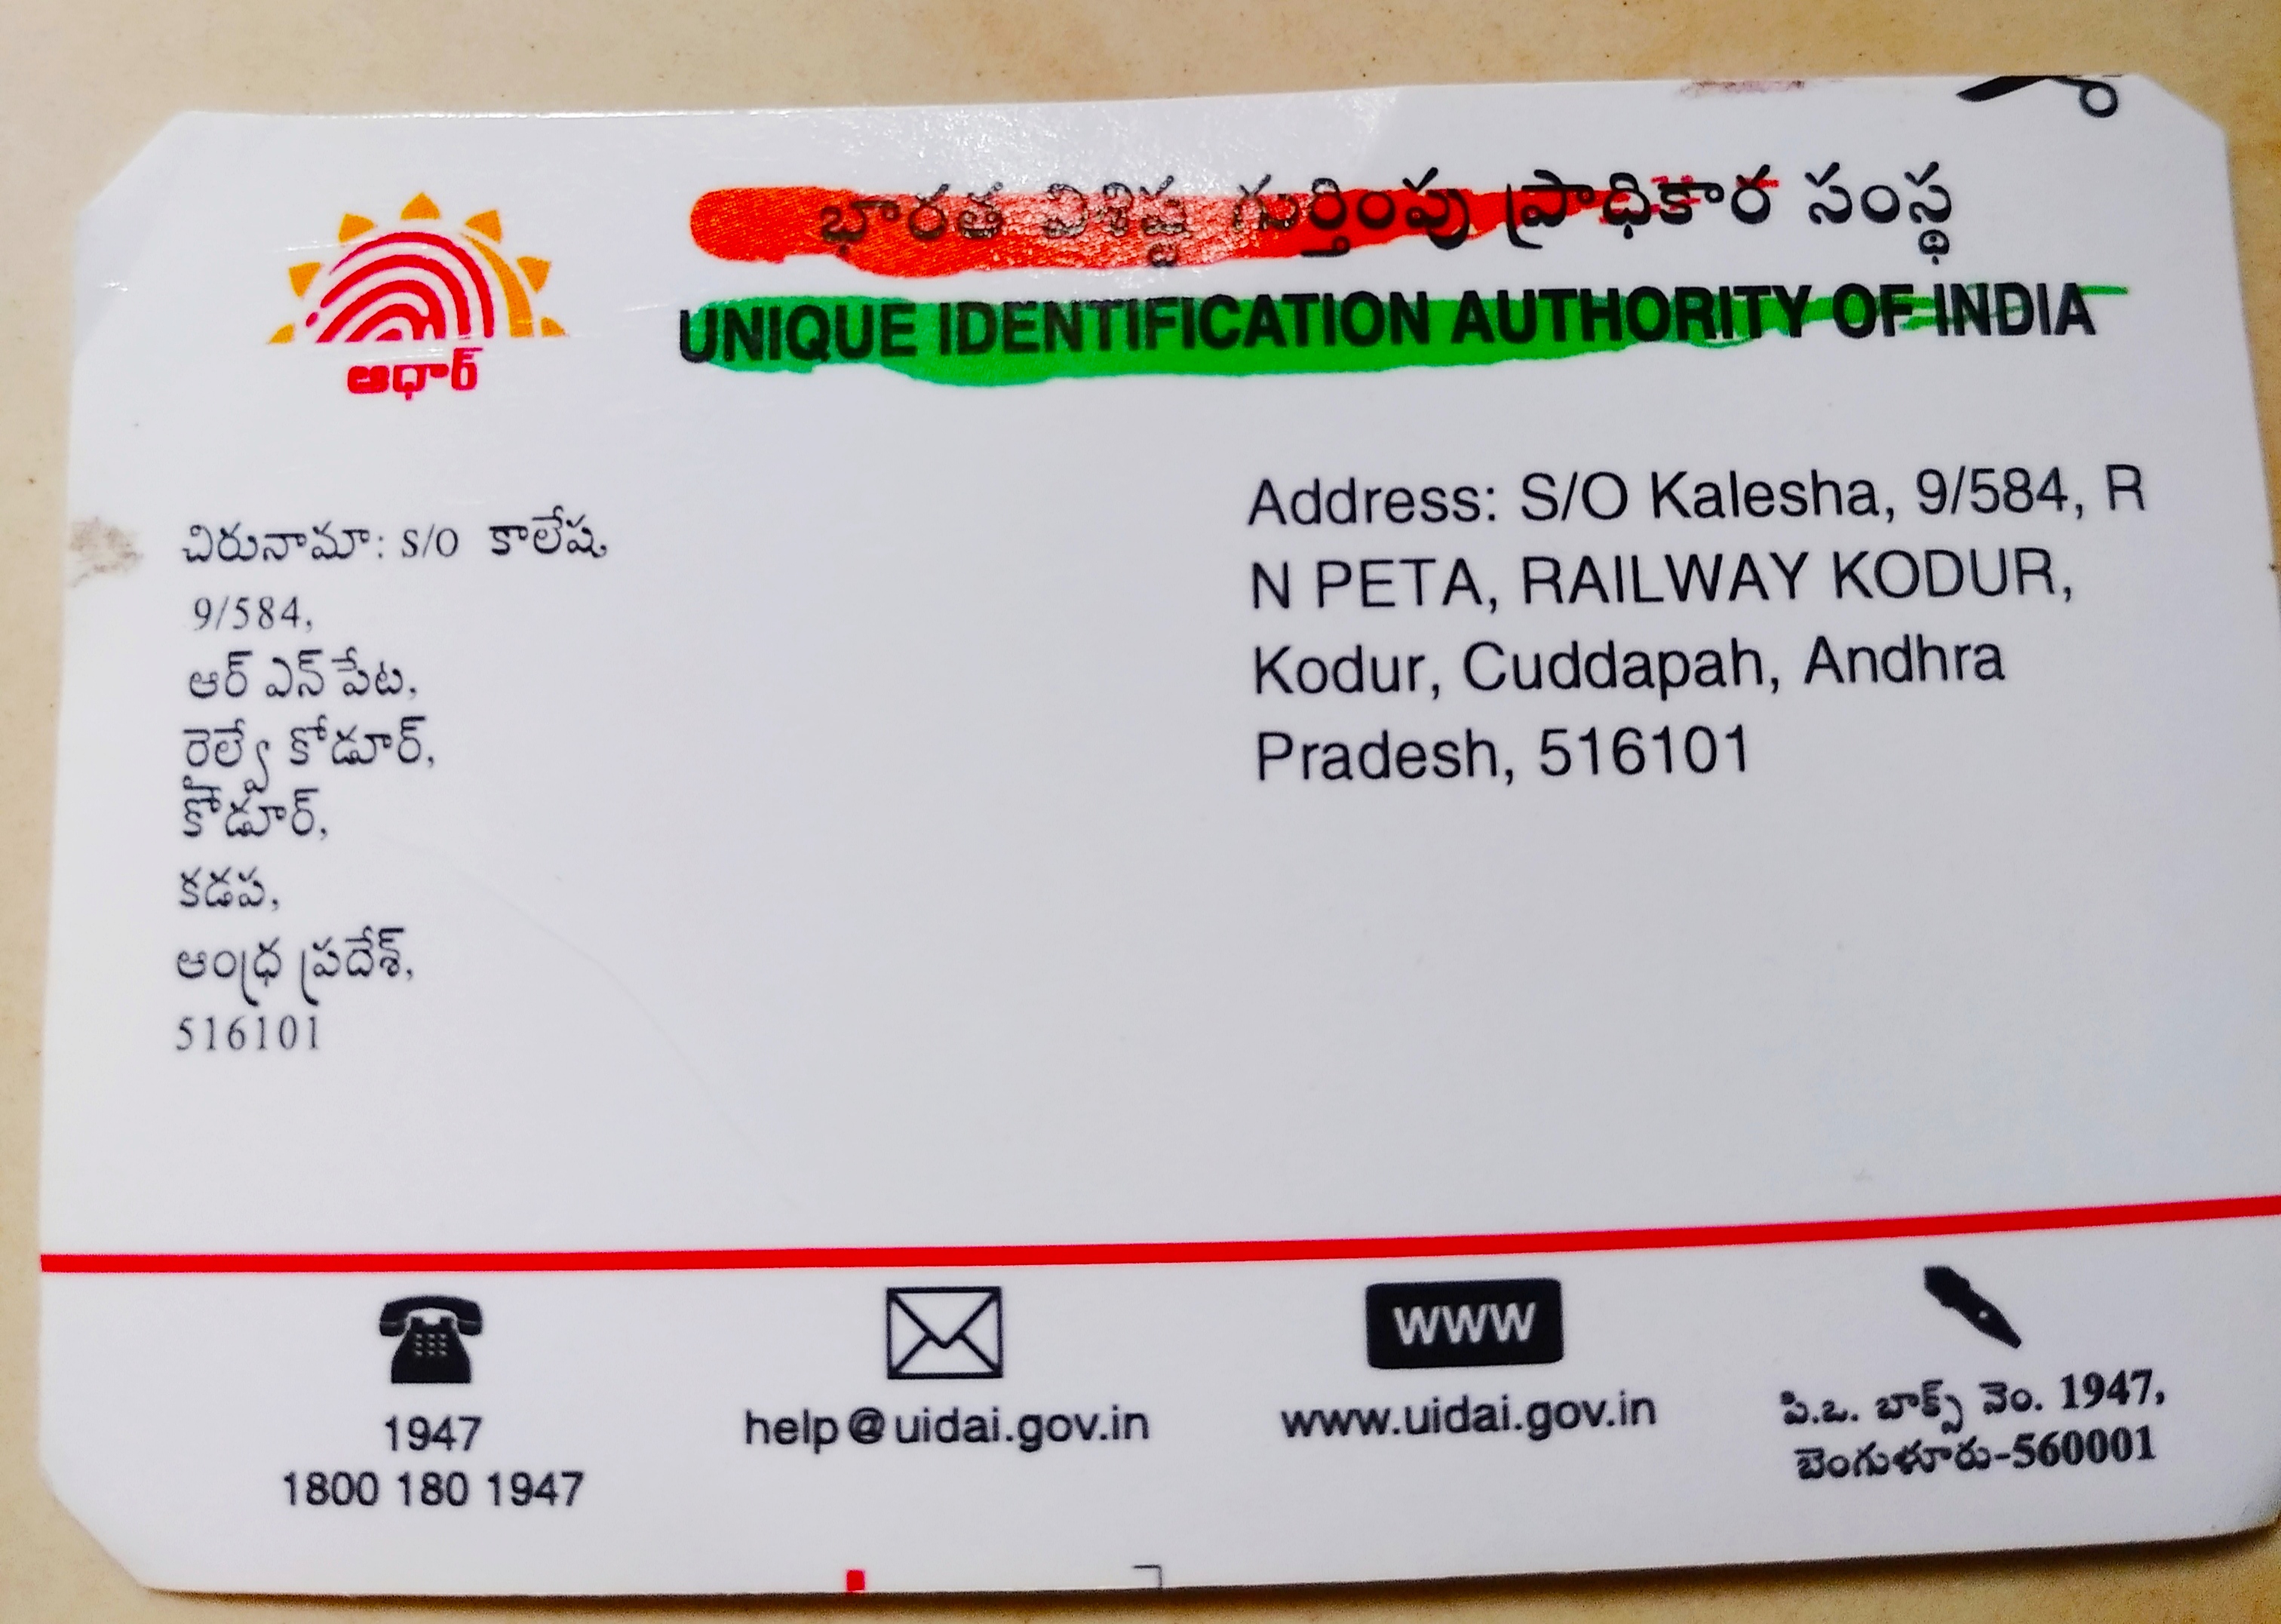 భారత విశిష్ట గుర్తింపు ప్రాధికార సంస్థ
UNIQUE IDENTIFICATION AUTHORITY OF INDIA
ఆధార్
చిరునామా: S/O కాలేష,
9/584,
ఆర్ ఎన్ పేట,
రైల్వే కోడూర్,
కోడూర్,
కడప,
ఆంధ్ర ప్రదేశ్,
516101
Address: S/O Kalesha, 9/584, R
N PETA, RAILWAY KODUR,
Kodur, Cuddapah, Andhra
Pradesh, 516101
1947
1800 180 1947
help@uidai.gov.in
www
www.uidai.gov.in
పి.ఒ. బాక్స్ నెం. 1947,
బెంగుళూరు-560001